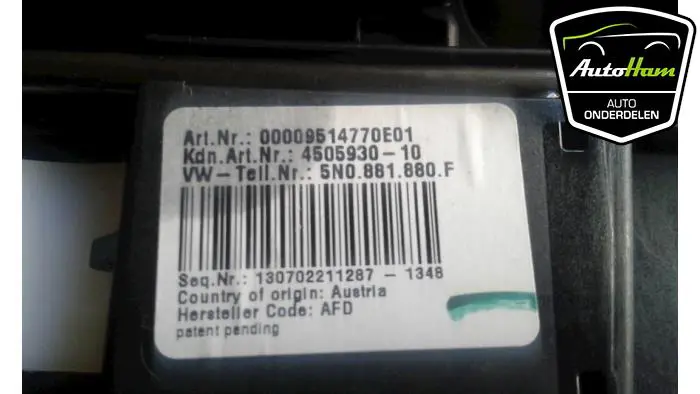 AutoHam
AUTO
ONDERDELEN
Art.Nr.: 00009514770E01
Kdn.Art.Nr.: 4505930-10
VW-Teil.Nr.: 5N0.881.880.F
Seq.Nr.: 130702211287 - 1348
Country of origin: Austria
Hersteller Code: AFD
patent pending